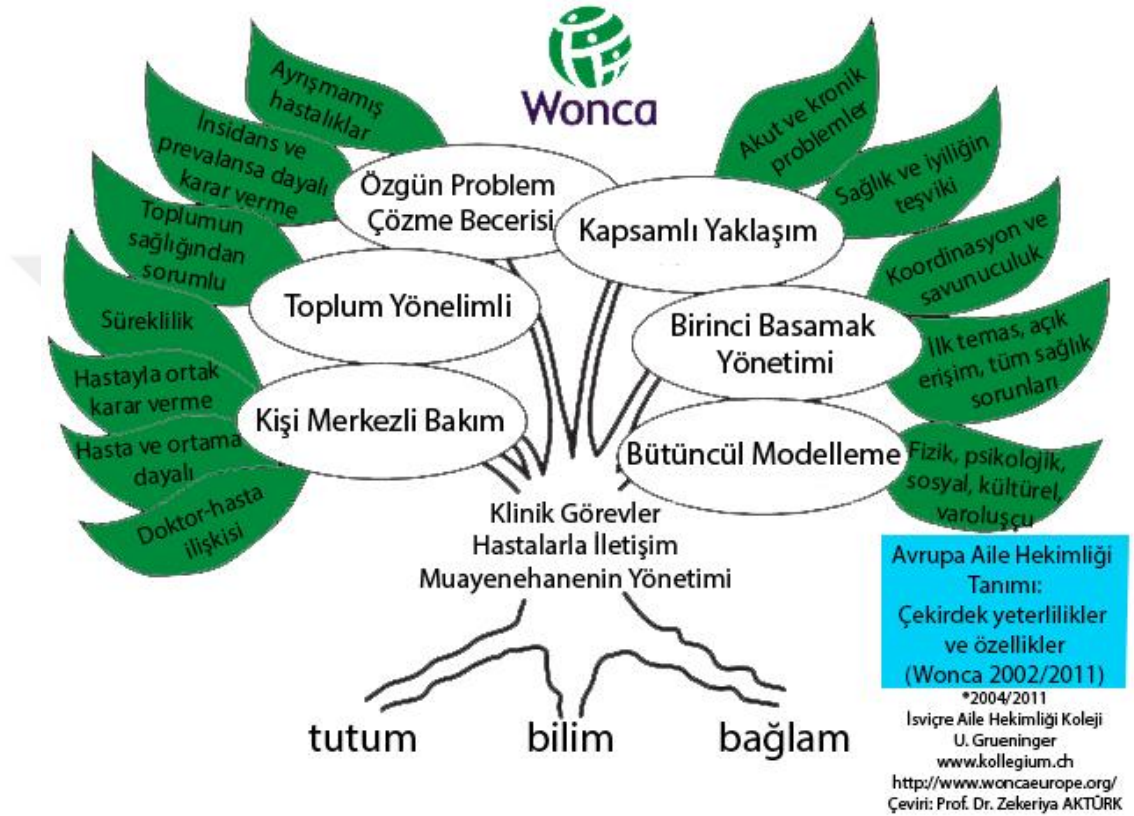 Wonca
Ayrışmamış
hastalıklar
İnsidans ve
prevalansa dayalı
karar verme
Toplumun
sağlığından
sorumlu
Süreklilik
Hastayla ortak
karar verme
Hasta ve ortama
dayalı
Doktor-hasta
ilişkisi
Özgün Problem
Çözme Becerisi
Toplum Yönelimli
Kişi Merkezli Bakım
Kapsamlı Yaklaşım
Birinci Basamak
Yönetimi
Bütüncül Modelleme
Akut ve kronik
problemler
Sağlık ve iyiliğin
teşviki
Koordinasyon ve
savunuculuk
İlk temas, açık
erişim, tüm sağlık
sorunları
Fizik, psikolojik,
sosyal, kültürel,
varoluşçu
Klinik Görevler
Hastalarla İletişim
Muayenehanenin Yönetimi
tutum
bilim
bağlam
Avrupa Aile Hekimliği
Tanımı:
Çekirdek yeterlilikler
ve özellikler
(Wonca 2002/2011)
*2004/2011
İsviçre Aile Hekimliği Koleji
U. Grueninger
www.kollegium.ch
http://www.woncaeurope.org/
Çeviri: Prof. Dr. Zekeriya AKTÜRK